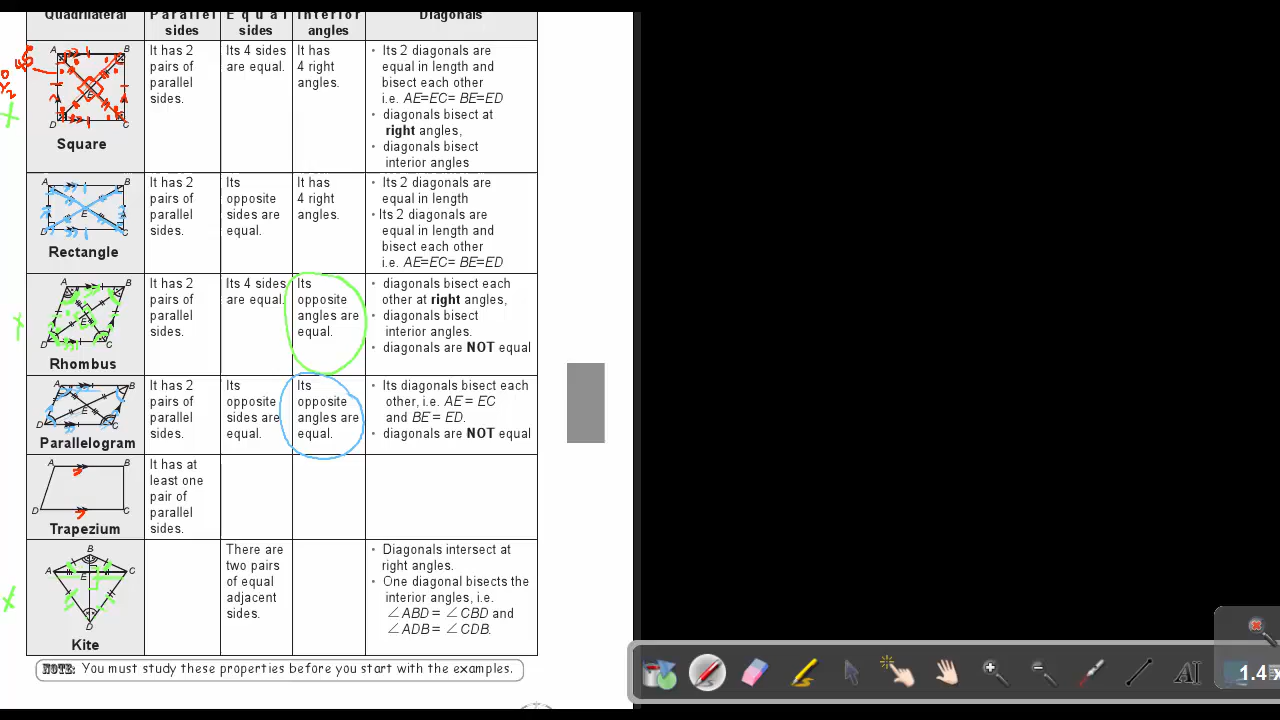 Quadrilateral Parallel sides Equal sides Interior angles Diagonals
A B
E
D C
Square
It has 2
pairs of
parallel
sides.
Its 4 sides
are equal.
It has
4 right
angles.
• Its 2 diagonals are
equal in length and
bisect each other
i.e. AE=EC= BE=ED
• diagonals bisect at
right angles,
• diagonals bisect
interior angles
A B
E
D C
Rectangle
It has 2
pairs of
parallel
sides.
Its
opposite
sides are
equal.
It has
4 right
angles.
• Its 2 diagonals are
equal in length
• Its 2 diagonals are
equal in length and
bisect each other
i.e. AE=EC= BE=ED
A B
E
D C
Rhombus
It has 2
pairs of
parallel
sides.
Its 4 sides
are equal.
Its
opposite
angles are
equal.
• diagonals bisect each
other at right angles,
• diagonals bisect
interior angles.
• diagonals are NOT equal
A B
E
D C
Parallelogram
It has 2
pairs of
parallel
sides.
Its
opposite
sides are
equal.
Its
opposite
angles are
equal.
• Its diagonals bisect each
other, i.e. AE = EC
and BE = ED.
• diagonals are NOT equal
A B
D C
Trapezium
It has at
least one
pair of
parallel
sides.
B
A E C
D
Kite
There are
two pairs
of equal
adjacent
sides.
• Diagonals intersect at
right angles.
• One diagonal bisects the
interior angles, i.e.
∠ABD = ∠CBD and
∠ADB = ∠CDB.
NOTE: You must study these properties before you start with the examples.
AI
1.4 x